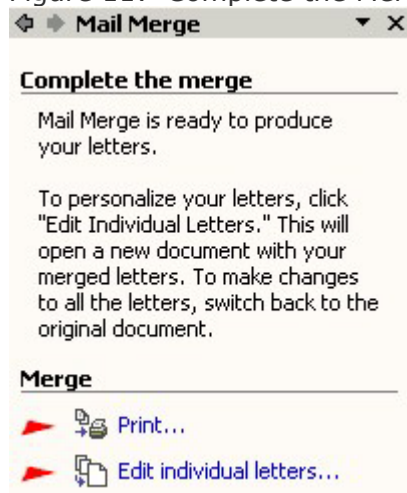 Mail Merge
Complete the merge
Mail Merge is ready to produce
your letters.
To personalize your letters, click
"Edit Individual Letters." This will
open a new document with your
merged letters. To make changes
to all the letters, switch back to the
original document.
Merge
Print...
Edit individual letters...